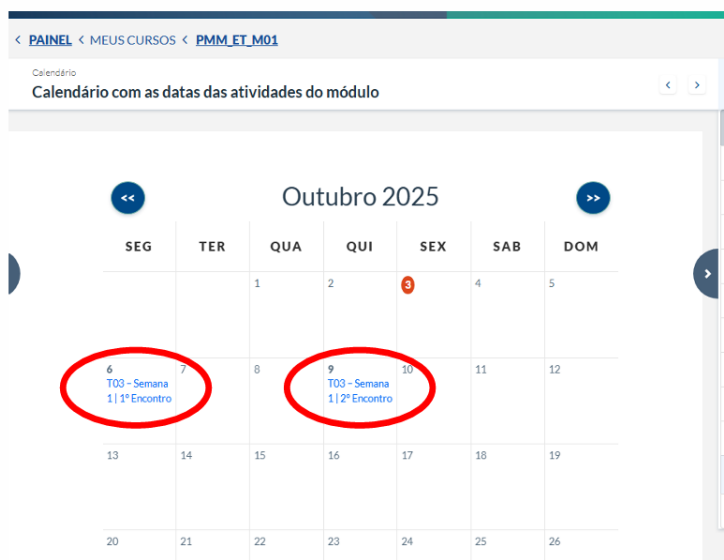 < PAINEL < MEUS CURSOS < PMM_ET_M01
Calendário
Calendário com as datas das atividades do módulo
< >
<< Outubro 2025 >>
SEG TER QUA QUI SEX SAB DOM
1 2 3 4 5
6 7 8 9 10 11 12
T03 – Semana T03 – Semana
1 | 1º Encontro 1 | 2º Encontro
13 14 15 16 17 18 19
20 21 22 23 24 25 26